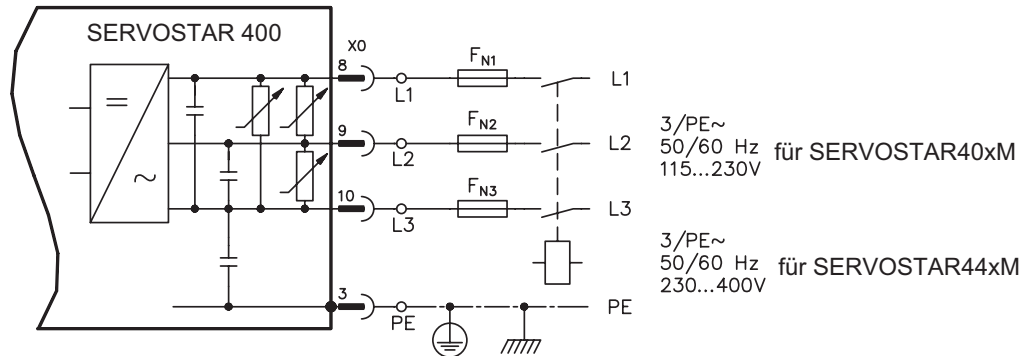 SERVOSTAR 400
X0
8
L1
F N1
L1
9
L2
F N2
L2
10
L3
F N3
L3
3
PE
PE
3/PE~
50/60 Hz
115...230V
für SERVOSTAR40xM
3/PE~
50/60 Hz
230...400V
für SERVOSTAR44xM
=
~